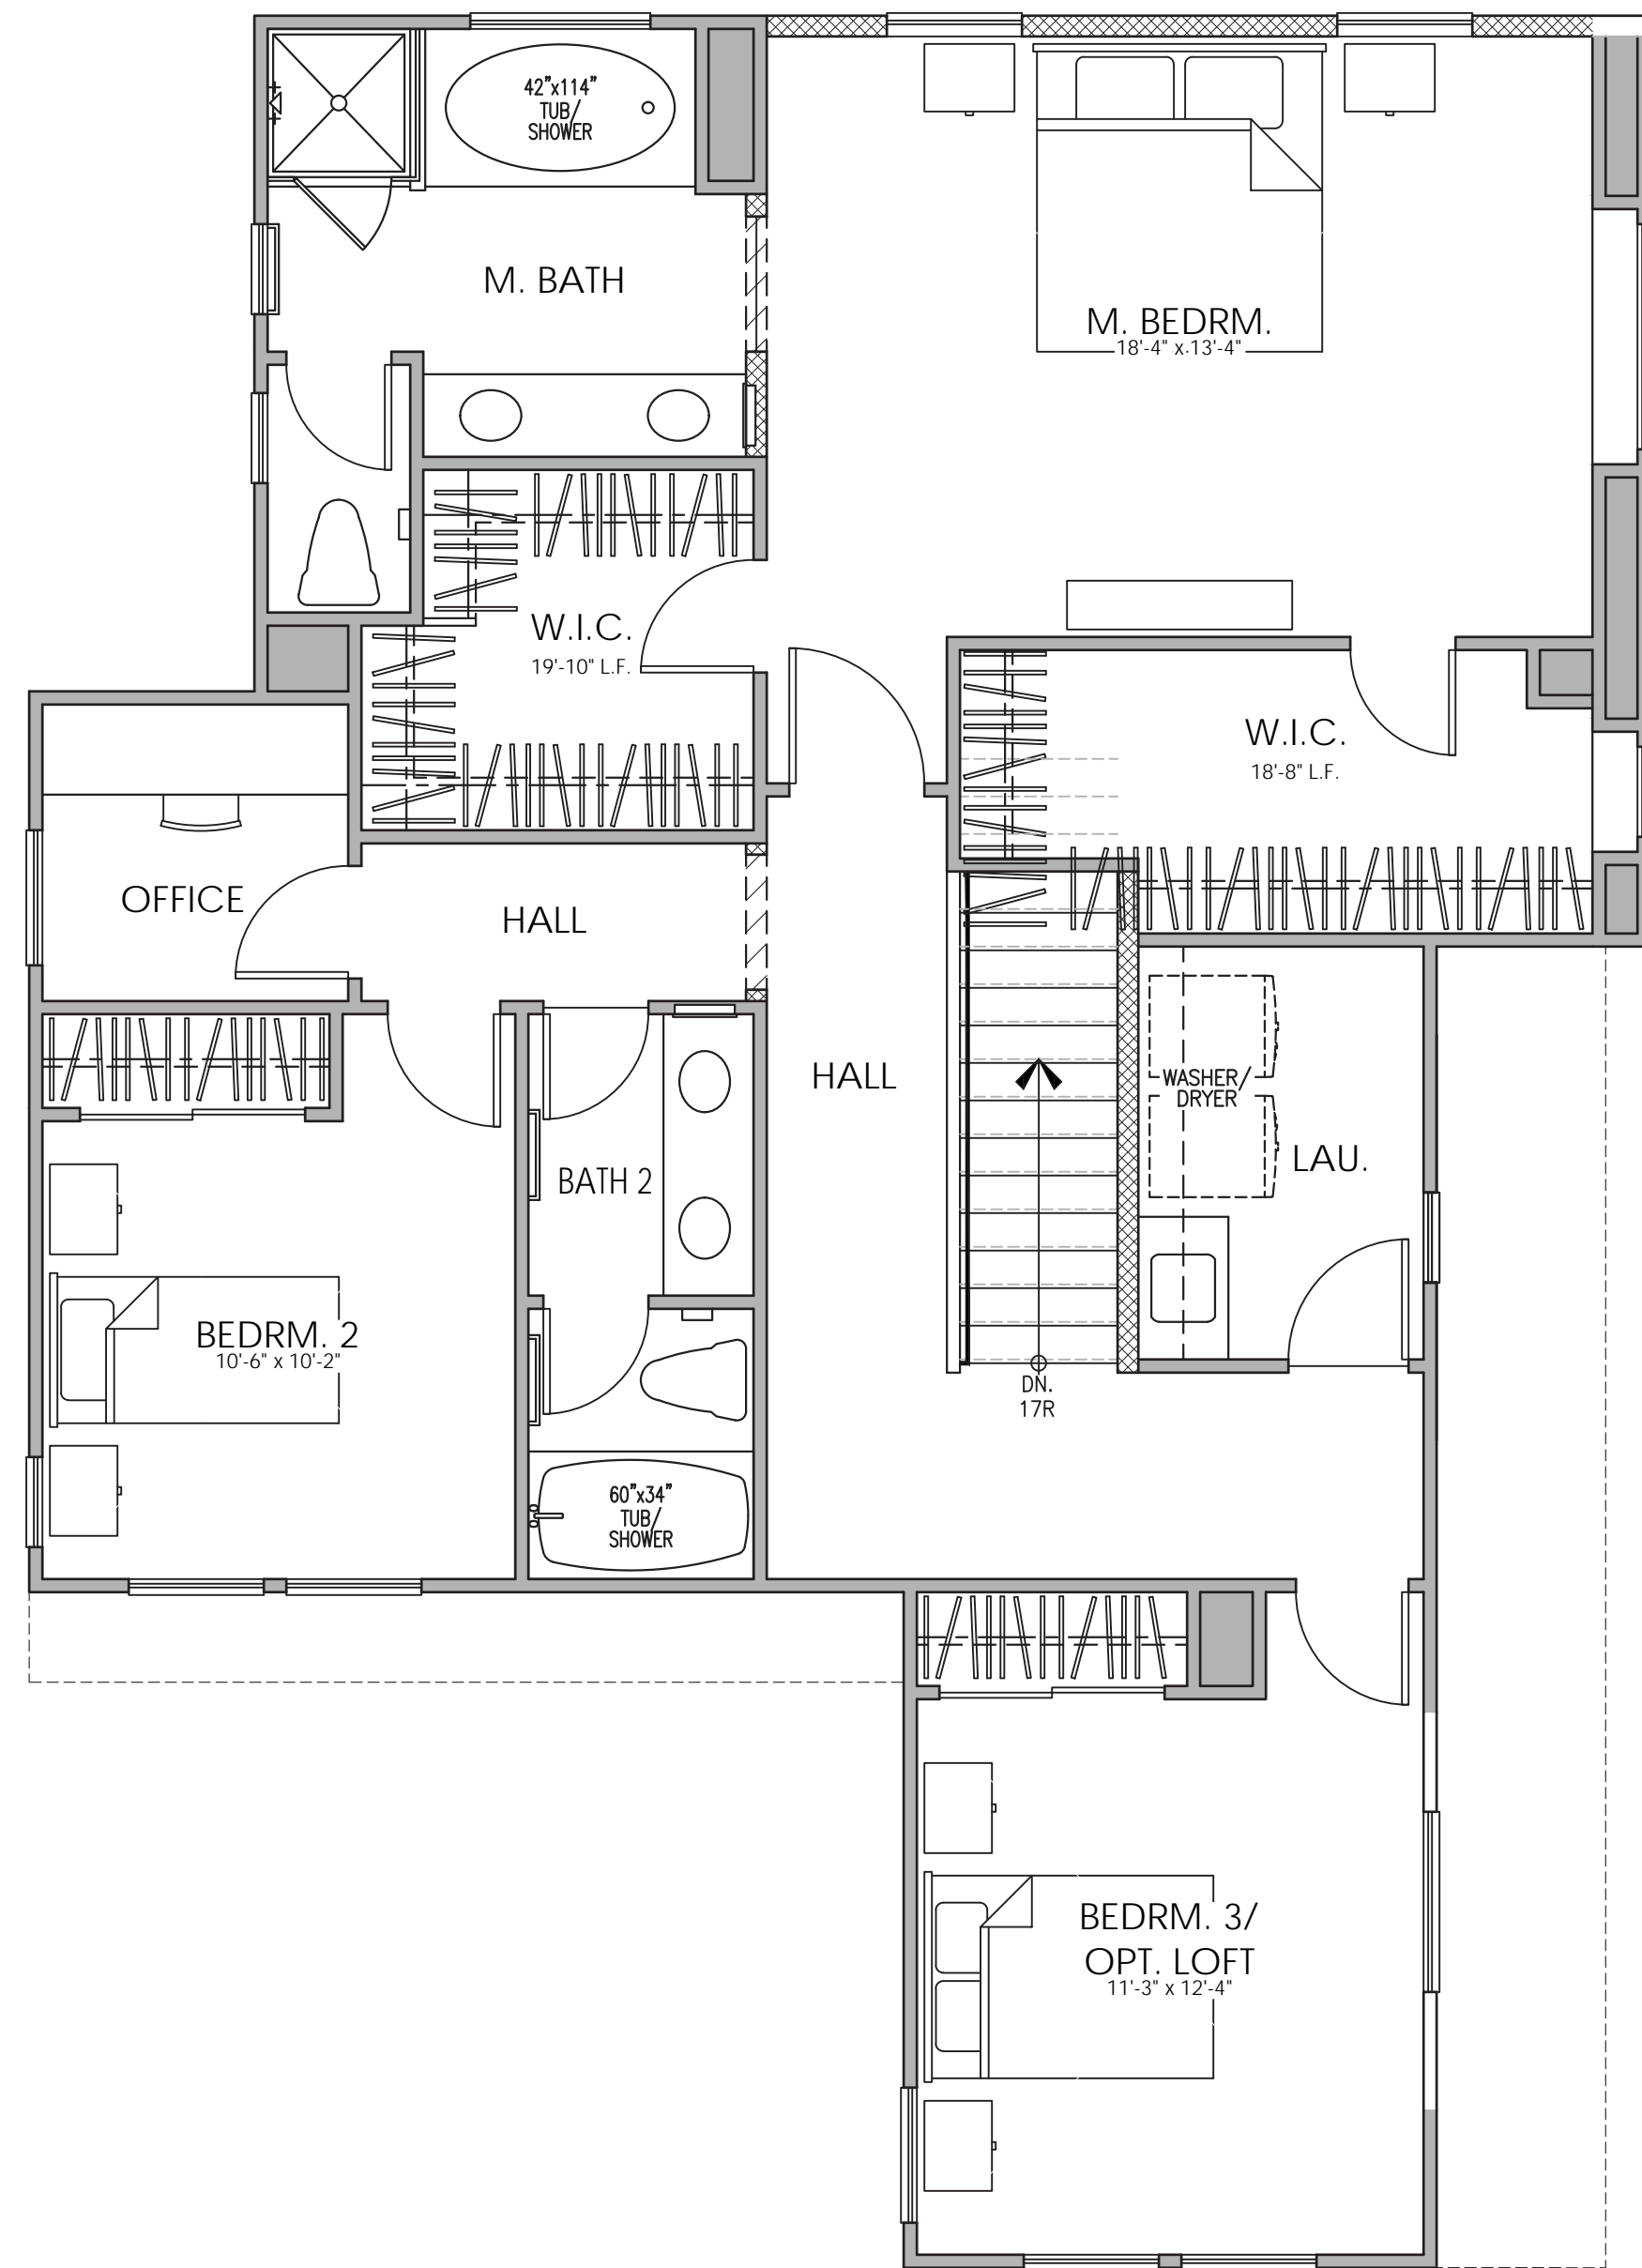 42"x114"
TUB/
SHOWER
M. BATH
M. BEDRM.
18'-4" x 13'-4"
W.I.C.
19'-10" L.F.
W.I.C.
18'-8" L.F.
OFFICE
HALL
HALL
WASHER/
DRYER
LAU.
BATH 2
BEDRM. 2
10'-6" x 10'-2"
DN.
17R
60"x34"
TUB/
SHOWER
BEDRM. 3/
OPT. LOFT
11'-3" x 12'-4"